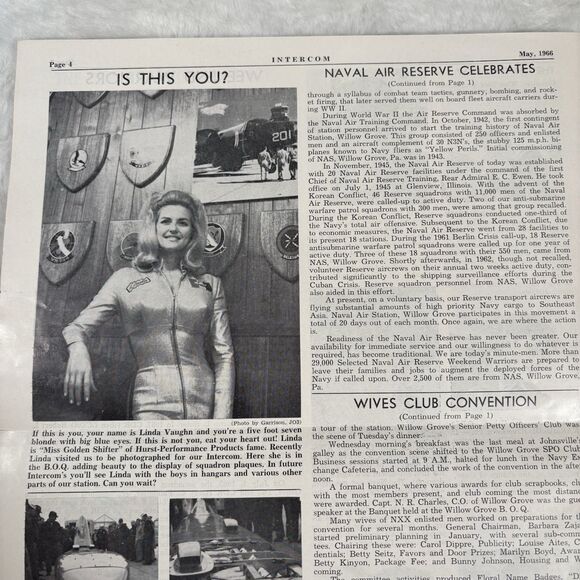 Page 4
INTERCOM
May, 1966
IS THIS YOU?
201
(Photo by Garrison, JO3)
If this is you, your name is Linda Vaughn and you're a five foot seven
blonde with big blue eyes. If this is not you, eat your heart out! Linda
is "Miss Golden Shifter" of Hurst-Performance Products fame. Recently
Linda visited us to be photographed for our Intercom. Here she is in
the B.O.Q. adding beauty to the display of squadron plaques. In future
Intercom's you'll see Linda with the boys in hangars and various other
parts of our station. Can you wait?
NAVAL AIR RESERVE CELEBRATES
(Continued from Page 1)
through a syllabus of combat team tactics, gunnery, bombing, and rock-
et firing, that later served them well on board fleet aircraft carriers dur-
ing WW II.
During World War II the Air Reserve Command was absorbed by
the Naval Air Training Command. In October, 1942, the first contingent
of station personnel arrived to start the training history of Naval Air
Station, Willow Grove. This group consisted of 250 officers and enlisted
men and an aircraft complement of 30 N3N's, the stubby 125 m.p.h. bi-
planes known to Navy fliers as "Yellow Perils." Initial commissioning
of NAS, Willow Grove, Pa. was in 1943.
In November, 1945, the Naval Air Reserve of today was established
with 20 Naval Air Reserve facilities under the command of the first
Chief of Naval Air Reserve Training, Rear Admiral E. C. Ewen. He took
office on July 1, 1945 at Glenview, Illinois. With the advent of the
Korean Conflict, 46 Reserve squadrons with 11,000 men of the Naval
Air Reserve, were called-up to active duty. Two of our anti-submarine
warfare patrol squadrons with 300 men, were among that group recalled.
During the Korean Conflict, Reserve squadrons conducted one-third of
the Navy's total air offensive. Subsequent to the Korean Conflict, due
to economic measures, the Naval Air Reserve went from 28 facilities to
its present 18 stations. During the 1961 Berlin Crisis call-up, 18 Reserve
antisubmarine warfare patrol squadrons were called up for one year of
active duty. Three of these 18 squadrons with their 550 men, came from
NAS, Willow Grove. Shortly afterwards, in 1962, though not recalled,
volunteer Reserve aircrews on their annual two weeks active duty, con-
tributed significantly to the shipping surveillance efforts during the
Cuban Crisis. Reserve squadron personnel from NAS, Willow Grove
also aided in this effort.
At present, on a voluntary basis, our Reserve transport aircrews are
flying substantial amounts of high priority Navy cargo to Southeast
Asia. Naval Air Station, Willow Grove participates in this movement a
total of 20 days out of each month. Once again, we are where the action
is.
Readiness of the Naval Air Reserve has never been greater. Our
availability for immediate service and our willingness to do whatever is
required, has become traditional. We are today's minute-men. More than
29,000 Selected Naval Air Reserve Weekend Warriors are prepared to
leave their families and jobs to augment the deployed forces of the
Navy if called upon. Over 2,500 of them are from NAS, Willow Grove,
Pa.
WIVES CLUB CONVENTION
(Continued from Page 1)
a tour of the station. Willow Grove's Senior Petty Officers' Club was
the scene of Tuesday's dinner.
Wednesday morning's breakfast was the last meal at Johnsville's
galley as the convention scene shifted to the Willow Grove SPO Club.
Business sessions started at 9 A.M., halted for lunch in the Navy Ex-
change Cafeteria, and concluded the work of the convention in the after-
noon.
A formal banquet, where various awards for club scrapbooks, club
with the most members present, and club coming the most distance
were awarded. Capt. N. R. Charles, C.O. of Willow Grove was the guest
speaker at the Banquet held at the Willow Grove B. O. Q.
Many wives of NXX enlisted men worked on preparations for the
convention for several months. General Chairman, Barbara
started preliminary planning in January, with several sub-commit-
tees. Chairing these were: Carol Dippre, Publicity; Louise Aites,
dentials; Betty Seitz, Favors and Door Prizes; Marilyn Boyd,
Betty Kinyon, Package Fee; and Bunny Johnson, Housing and
coming.
The committee activities produced Floral Name Badges,